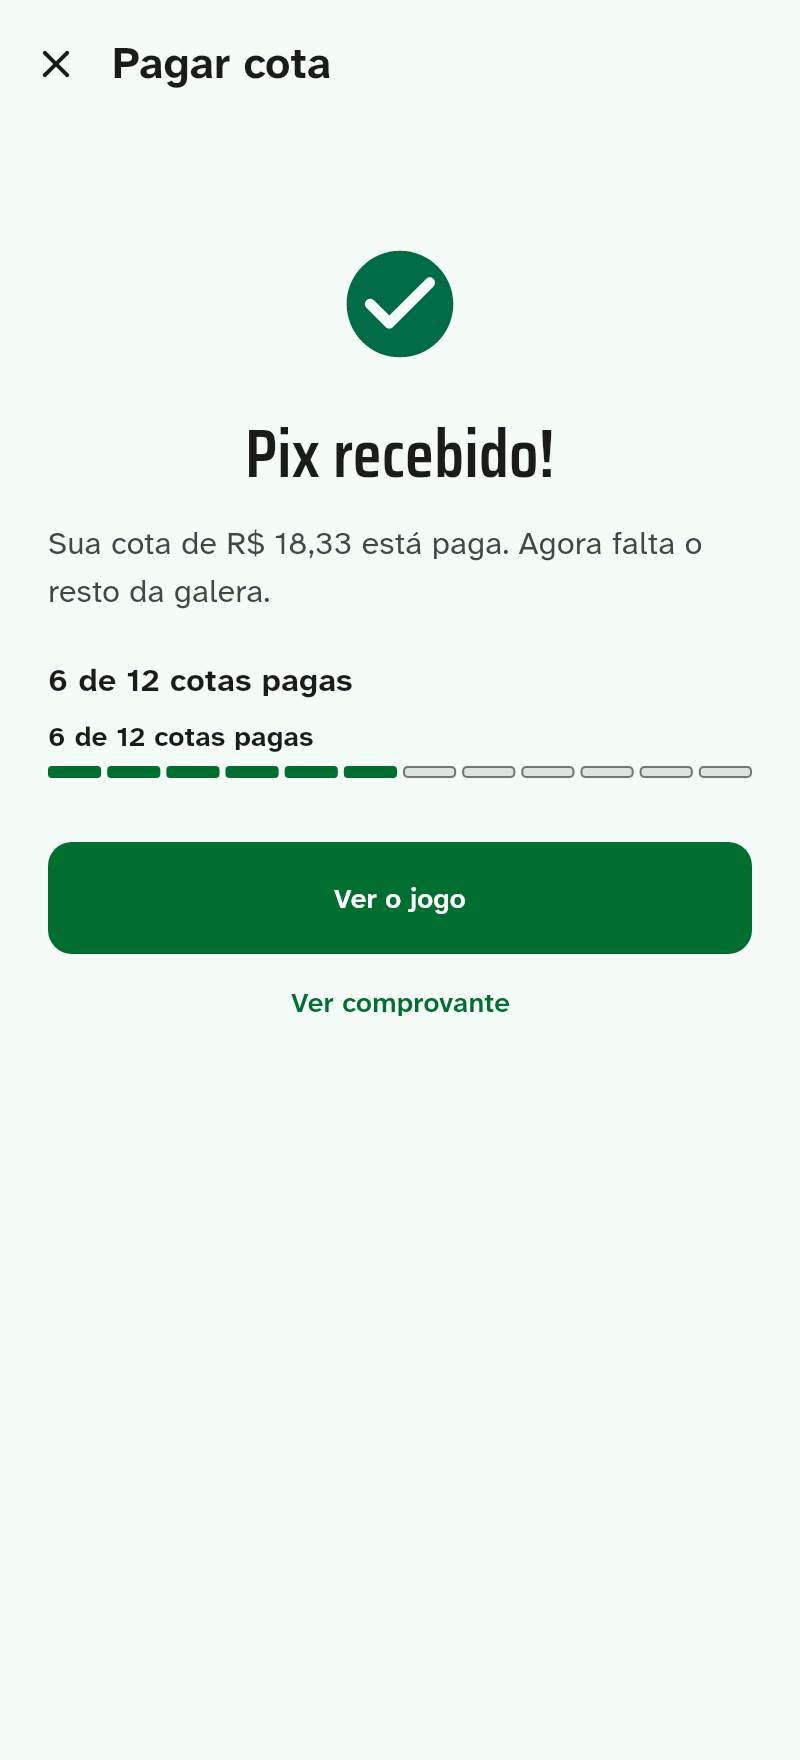 Pagar cota
Pix recebido!
Sua cota de R$ 18,33 está paga. Agora falta o
resto da galera.
6 de 12 cotas pagas
6 de 12 cotas pagas
Ver o jogo
Ver comprovante